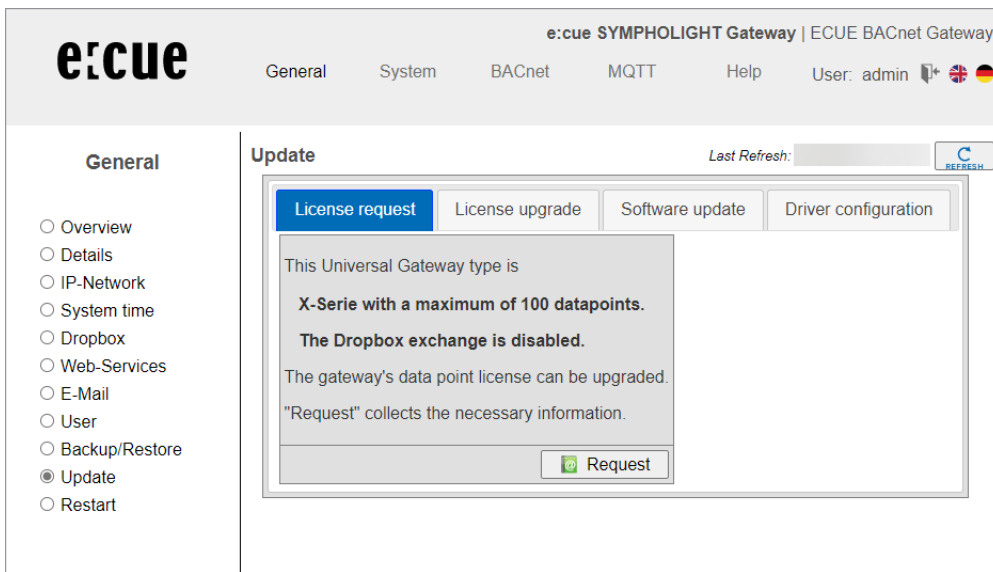 e:cue SYMPHOLIGHT Gateway | ECUE BACnet Gateway
e:cue
General System BACnet MQTT Help User: admin
General
Update Last Refresh: REFRESH
License request License upgrade Software update Driver configuration
Overview
Details
IP-Network
System time
Dropbox
Web-Services
E-Mail
User
Backup/Restore
Update
Restart
This Universal Gateway type is
X-Serie with a maximum of 100 datapoints.
The Dropbox exchange is disabled.
The gateway's data point license can be upgraded.
"Request" collects the necessary information.
Request